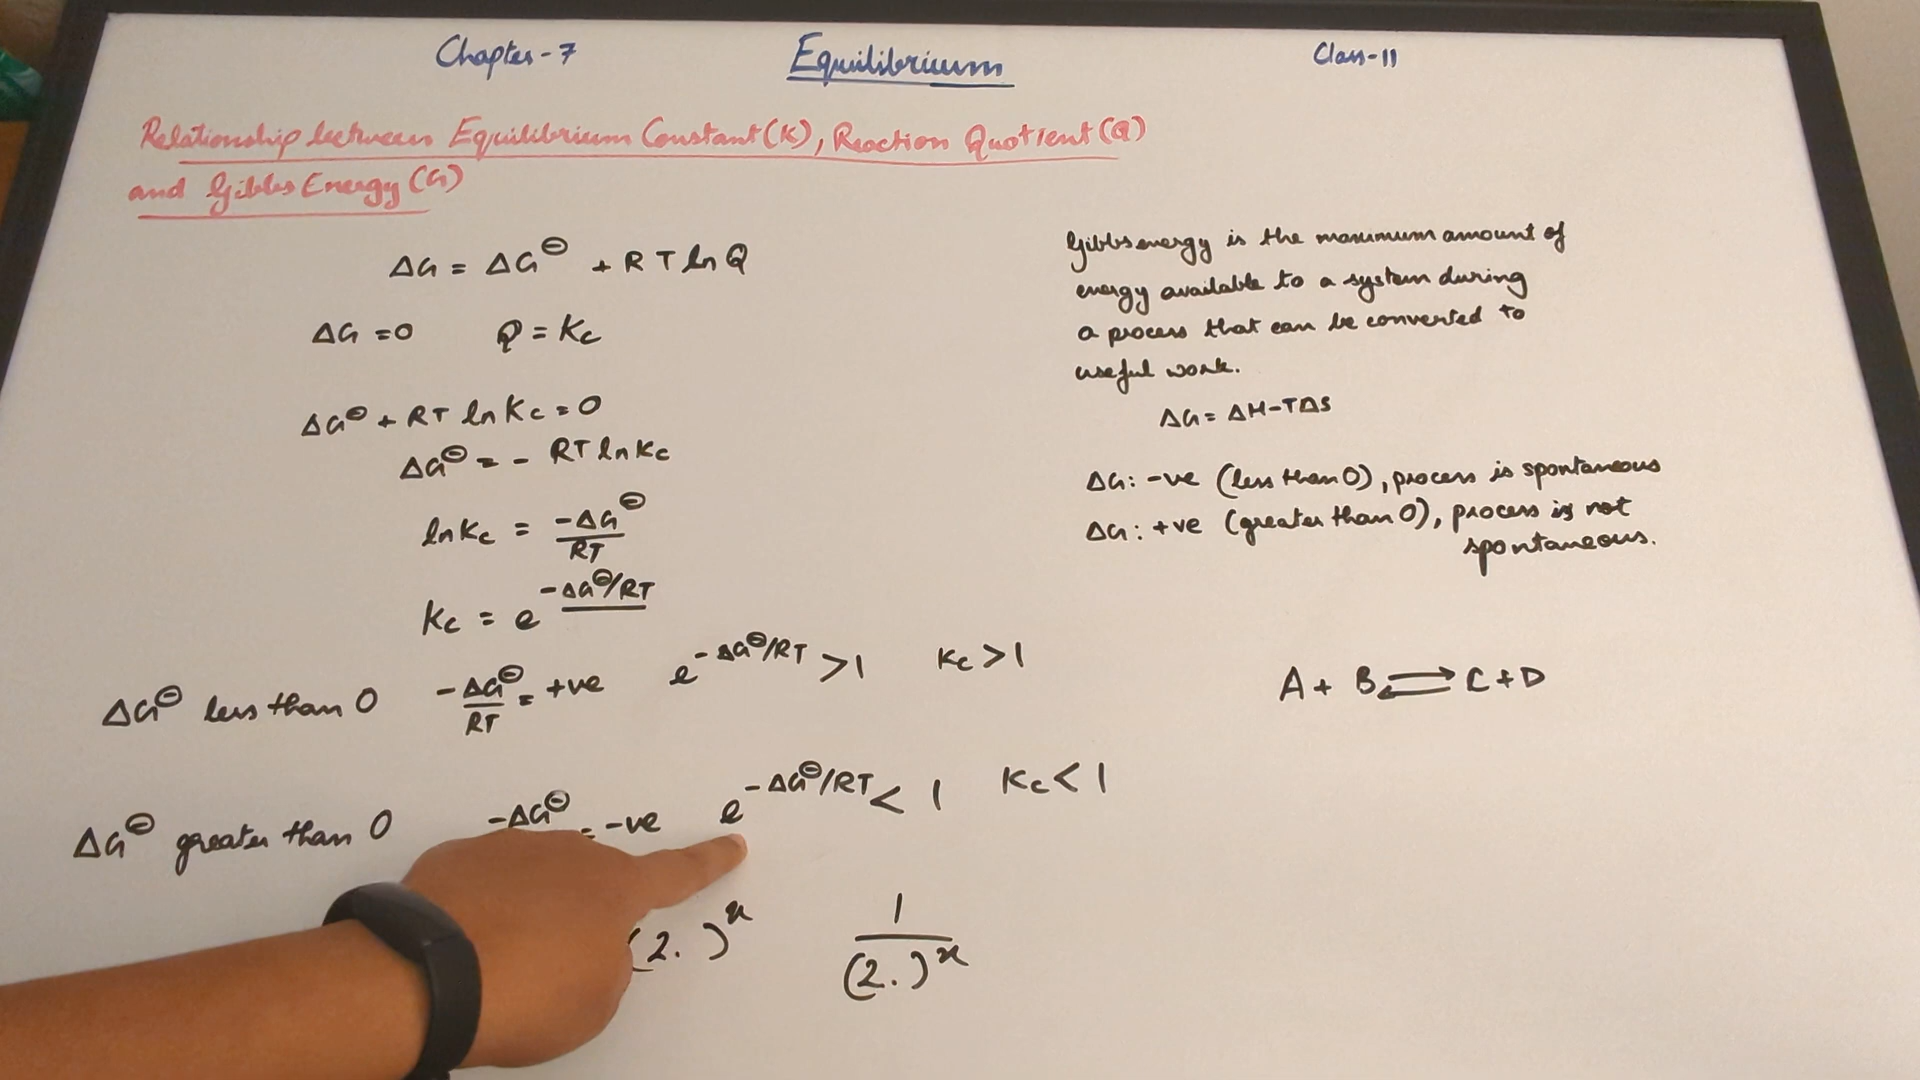 Chapter-7 Equilibrium Class-11
Relationship between Equilibrium Constant(K), Reaction Quotient(Q)
and Gibbs Energy(G)
ΔG = ΔG⊖ + RT ln Q
ΔG = 0 Q = Kc
ΔG⊖ + RT ln Kc = 0
ΔG⊖ = - RT ln Kc
ln Kc = -ΔG⊖/RT
Kc = e^-ΔG⊖/RT
ΔG⊖ less than 0 -ΔG⊖/RT = +ve e^-ΔG⊖/RT > 1 Kc > 1
ΔG⊖ greater than 0 -ΔG⊖ = -ve e^-ΔG⊖/RT < 1 Kc < 1
(2.)^x 1/(2.)^x
Gibbs energy is the maximum amount of
energy available to a system during
a process that can be converted to
useful work.
ΔG = ΔH-TΔS
ΔG: -ve (less than 0), process is spontaneous
ΔG: +ve (greater than 0), process is not
spontaneous.
A + B ⇌ C + D